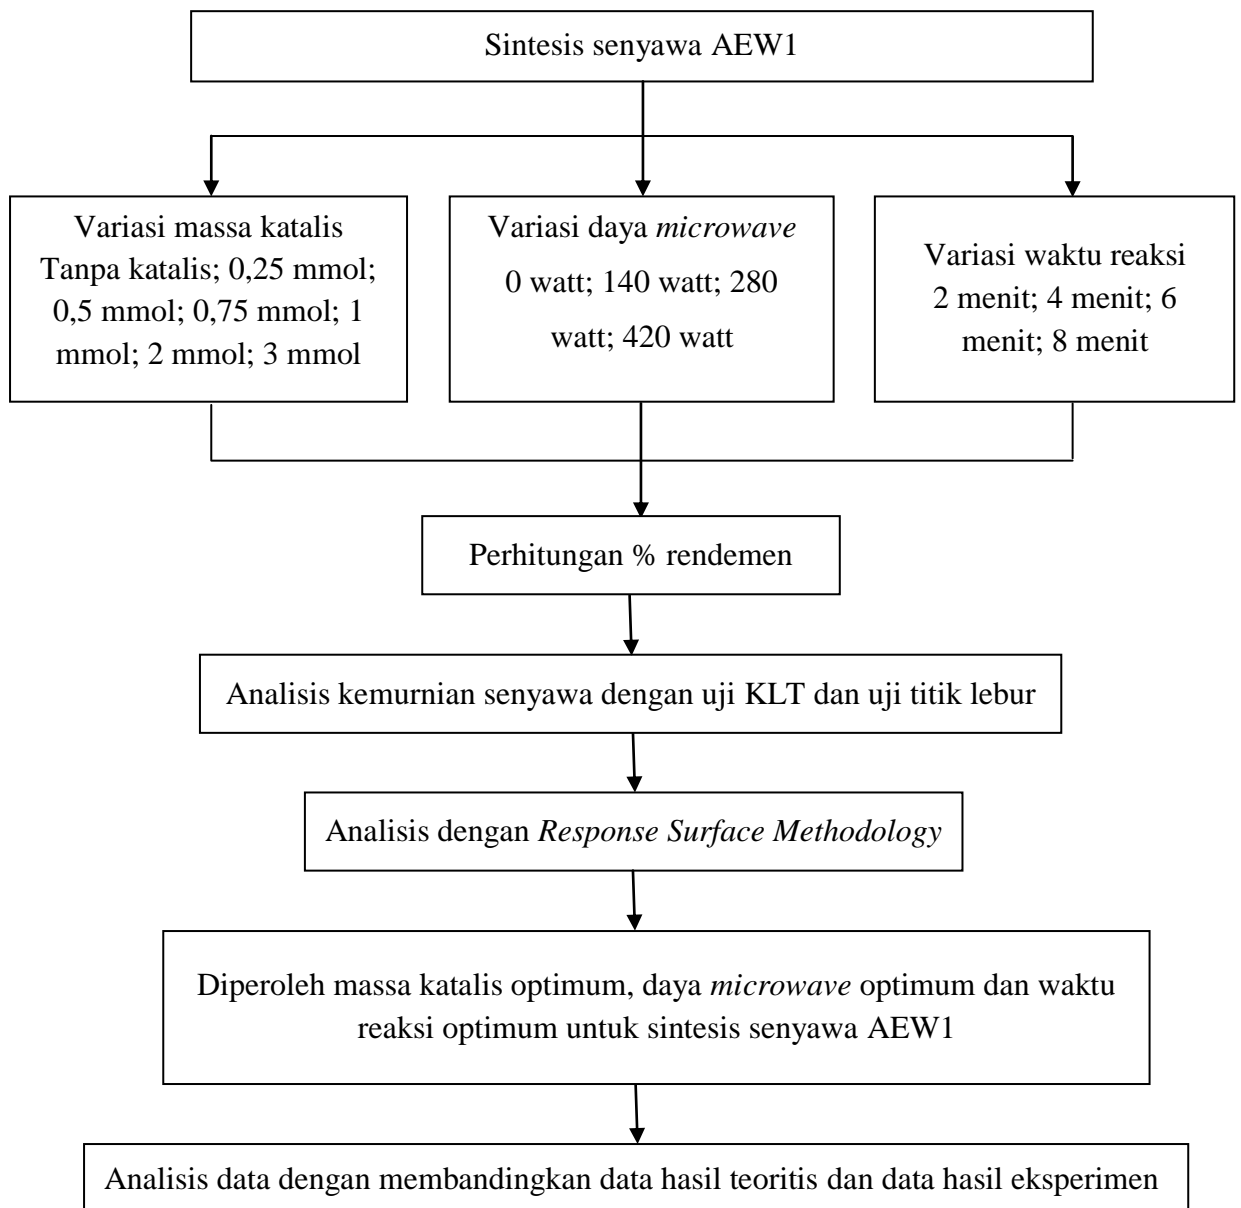 Sintesis senyawa AEW1
Variasi massa katalis
Tanpa katalis; 0,25 mmol;
0,5 mmol; 0,75 mmol; 1
mmol; 2 mmol; 3 mmol
Variasi daya microwave
0 watt; 140 watt; 280
watt; 420 watt
Variasi waktu reaksi
2 menit; 4 menit; 6
menit; 8 menit
Perhitungan % rendemen
Analisis kemurnian senyawa dengan uji KLT dan uji titik lebur
Analisis dengan Response Surface Methodology
Diperoleh massa katalis optimum, daya microwave optimum dan waktu
reaksi optimum untuk sintesis senyawa AEW1
Analisis data dengan membandingkan data hasil teoritis dan data hasil eksperimen